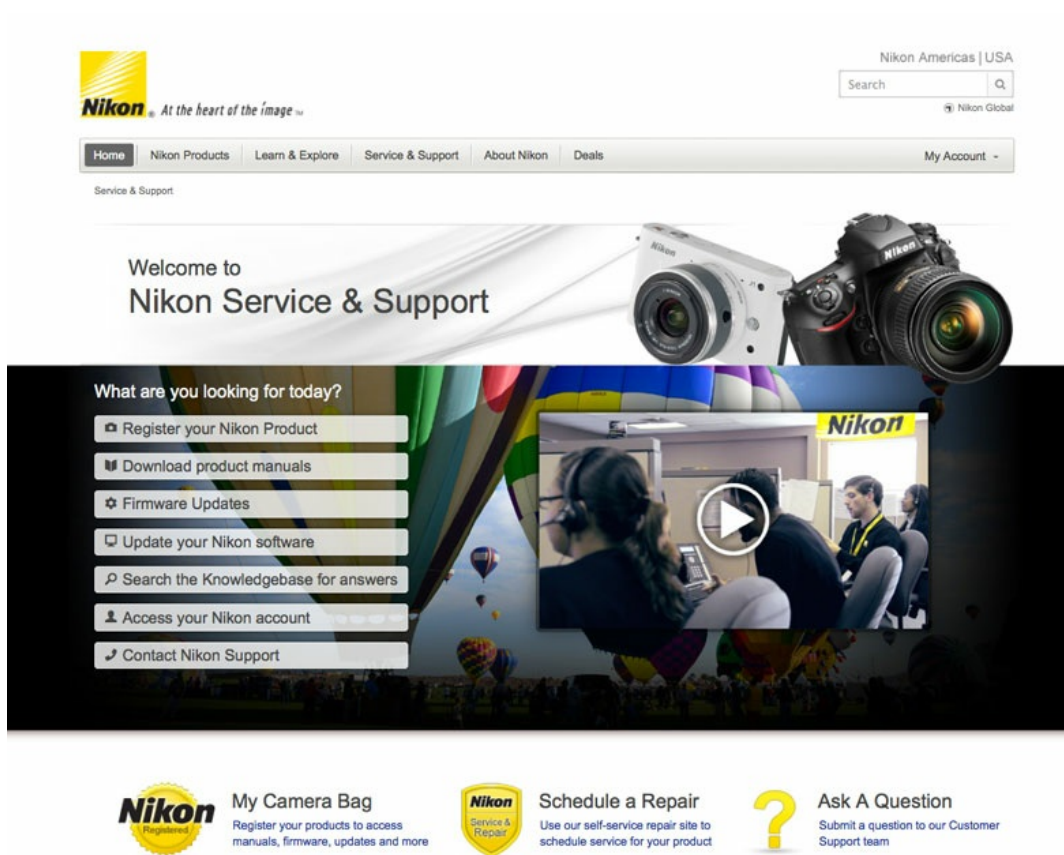 Nikon Americas | USA
Search
Nikon Global
Nikon ® At the heart of the image ™
Home Nikon Products Learn & Explore Service & Support About Nikon Deals My Account
Service & Support
Welcome to
Nikon Service & Support
Nikon
J1
Nikon
What are you looking for today?
Register your Nikon Product
Download product manuals
Firmware Updates
Update your Nikon software
Search the Knowledgebase for answers
Access your Nikon account
Contact Nikon Support
Nikon
Nikon
Registered
My Camera Bag
Register your products to access
manuals, firmware, updates and more
Nikon
Service &
Repair
Schedule a Repair
Use our self-service repair site to
schedule service for your product
Ask A Question
Submit a question to our Customer
Support team